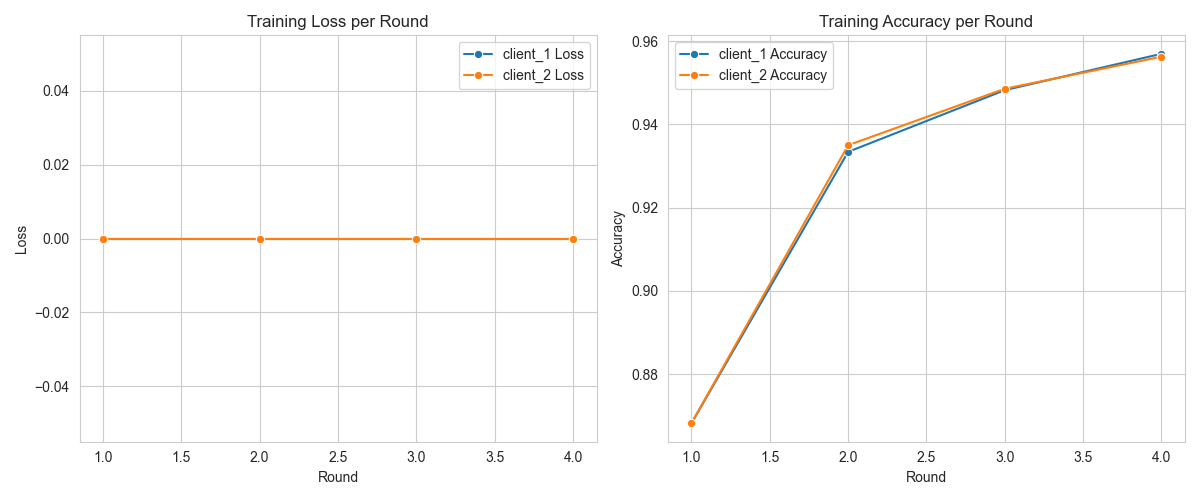 Training Loss per Round
client_1 Loss
client_2 Loss
0.04
0.02
0.00
−0.02
−0.04
Loss
1.0 1.5 2.0 2.5 3.0 3.5 4.0
Round
Training Accuracy per Round
client_1 Accuracy
client_2 Accuracy
0.96
0.94
0.92
0.90
0.88
Accuracy
1.0 1.5 2.0 2.5 3.0 3.5 4.0
Round